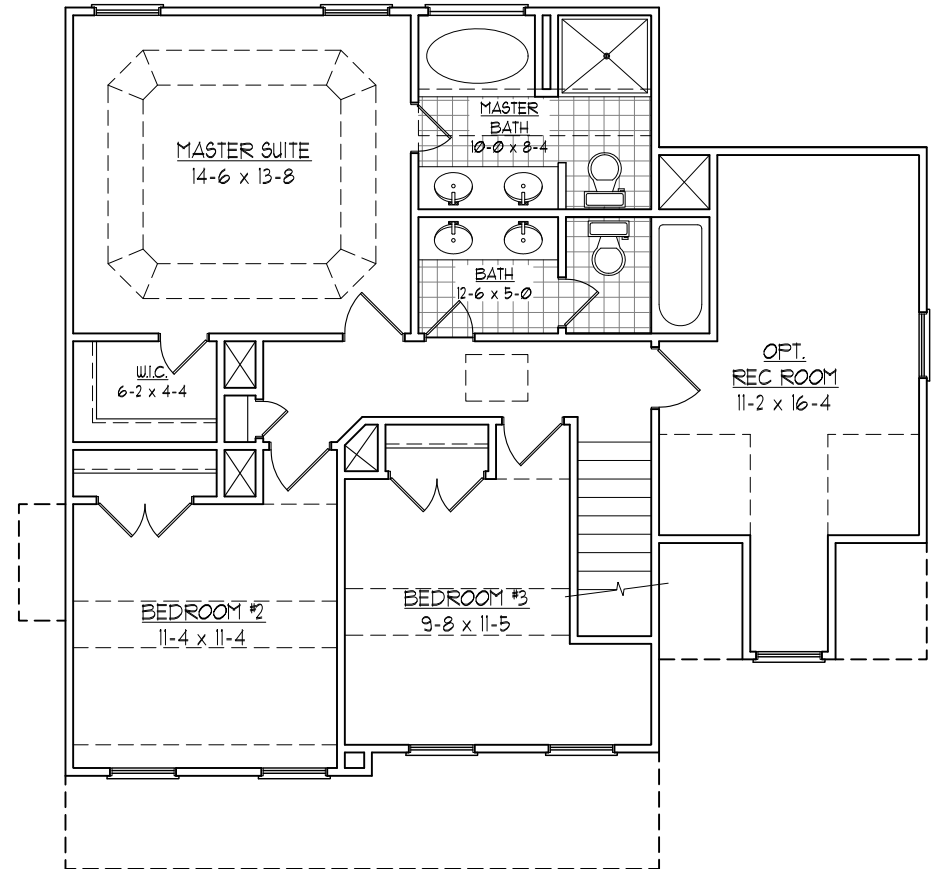 MASTER SUITE
14-6 x 13-8
MASTER
BATH
10-0 x 8-4
BATH
12-6 x 5-0
W.I.C.
6-2 x 4-4
OPT.
REC ROOM
11-2 x 16-4
BEDROOM #2
11-4 x 11-4
BEDROOM #3
9-8 x 11-5